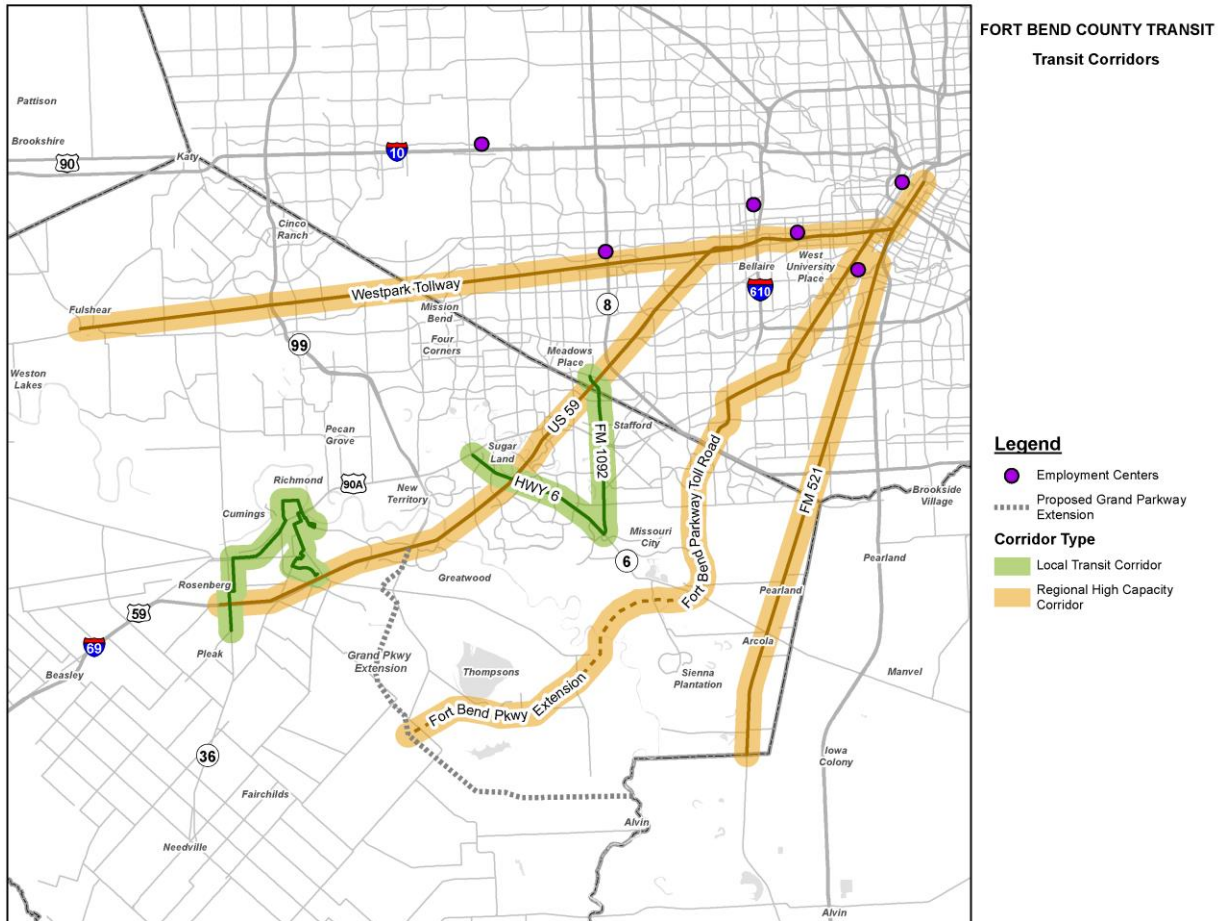 FORT BEND COUNTY TRANSIT
Transit Corridors
Pattison
Brookshire
90
Katy
10
Cinco
Ranch
Fulshear
Westpark Tollway
Mission
Bend
Bellaire
West
University
Place
610
8
99
Four
Corners
Meadows
Place
Weston
Lakes
US 59
FM 1092
Stafford
Pecan
Grove
Sugar
Land
Richmond
90A
New
Territory
HWY 6
Cumings
Missouri
City
6
Fort Bend Parkway Toll Road
FM 521
Brookside
Village
Pearland
Rosenberg
Greatwood
59
Pearland
69
Pleak
Grand Pkwy
Extension
Thompsons
Arcola
Sienna
Plantation
Manvel
Beasley
Fort Bend Pkwy Extension
36
Iowa
Colony
Fairchilds
Needville
Alvin
Alvin
Legend
Employment Centers
Proposed Grand Parkway
Extension
Corridor Type
Local Transit Corridor
Regional High Capacity
Corridor